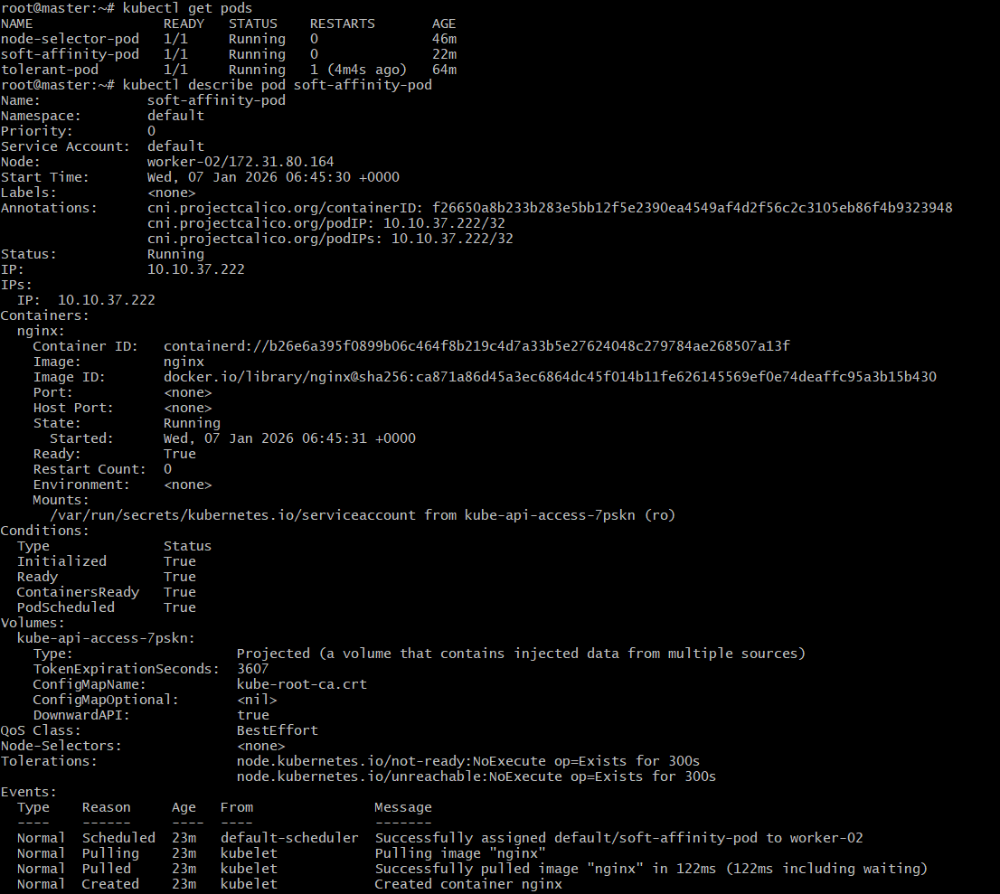 root@master:~# kubectl get pods
NAME                READY   STATUS    RESTARTS       AGE
node-selector-pod   1/1     Running   0              46m
soft-affinity-pod   1/1     Running   0              22m
tolerant-pod        1/1     Running   1 (4m4s ago)   64m
root@master:~# kubectl describe pod soft-affinity-pod
Name:             soft-affinity-pod
Namespace:        default
Priority:         0
Service Account:  default
Node:             worker-02/172.31.80.164
Start Time:       Wed, 07 Jan 2026 06:45:30 +0000
Labels:           <none>
Annotations:      cni.projectcalico.org/containerID: f26650a8b233b283e5bb12f5e2390ea4549af4d2f56c2c3105eb86f4b9323948
                  cni.projectcalico.org/podIP: 10.10.37.222/32
                  cni.projectcalico.org/podIPs: 10.10.37.222/32
Status:           Running
IP:               10.10.37.222
IPs:
  IP:  10.10.37.222
Containers:
  nginx:
    Container ID:   containerd://b26e6a395f0899b06c464f8b219c4d7a33b5e27624048c279784ae268507a13f
    Image:          nginx
    Image ID:       docker.io/library/nginx@sha256:ca871a86d45a3ec6864dc45f014b11fe626145569ef0e74deaffc95a3b15b430
    Port:           <none>
    Host Port:      <none>
    State:          Running
      Started:      Wed, 07 Jan 2026 06:45:31 +0000
    Ready:          True
    Restart Count:  0
    Environment:    <none>
    Mounts:
      /var/run/secrets/kubernetes.io/serviceaccount from kube-api-access-7pskn (ro)
Conditions:
  Type              Status
  Initialized       True
  Ready             True
  ContainersReady   True
  PodScheduled      True
Volumes:
  kube-api-access-7pskn:
    Type:                    Projected (a volume that contains injected data from multiple sources)
    TokenExpirationSeconds:  3607
    ConfigMapName:           kube-root-ca.crt
    ConfigMapOptional:       <nil>
    DownwardAPI:             true
QoS Class:                   BestEffort
Node-Selectors:              <none>
Tolerations:                 node.kubernetes.io/not-ready:NoExecute op=Exists for 300s
                             node.kubernetes.io/unreachable:NoExecute op=Exists for 300s
Events:
  Type    Reason     Age   From               Message
  ----    ------     ----  ----               -------
  Normal  Scheduled  23m   default-scheduler  Successfully assigned default/soft-affinity-pod to worker-02
  Normal  Pulling    23m   kubelet            Pulling image "nginx"
  Normal  Pulled     23m   kubelet            Successfully pulled image "nginx" in 122ms (122ms including waiting)
  Normal  Created    23m   kubelet            Created container nginx